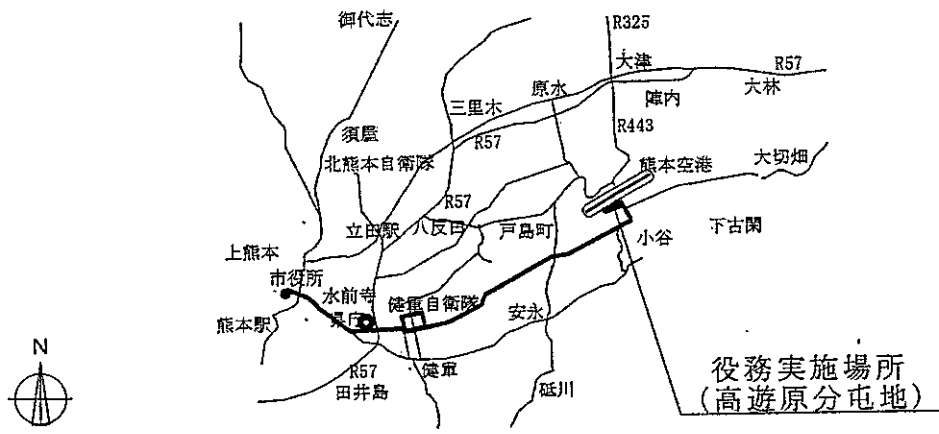 御代志
R325
大津
R57
三里木
原水
陣内
大林
須屋
R57
R443
北熊本自衛隊
熊本空港
大切畑
R57
立田駅
八反田
戸島町
小谷
下古閑
上熊本
市役所
水前寺
健軍自衛隊
県庁
安永
熊本駅
N
R57
健軍
田井島
砥川
役務実施場所
(高遊原分屯地)